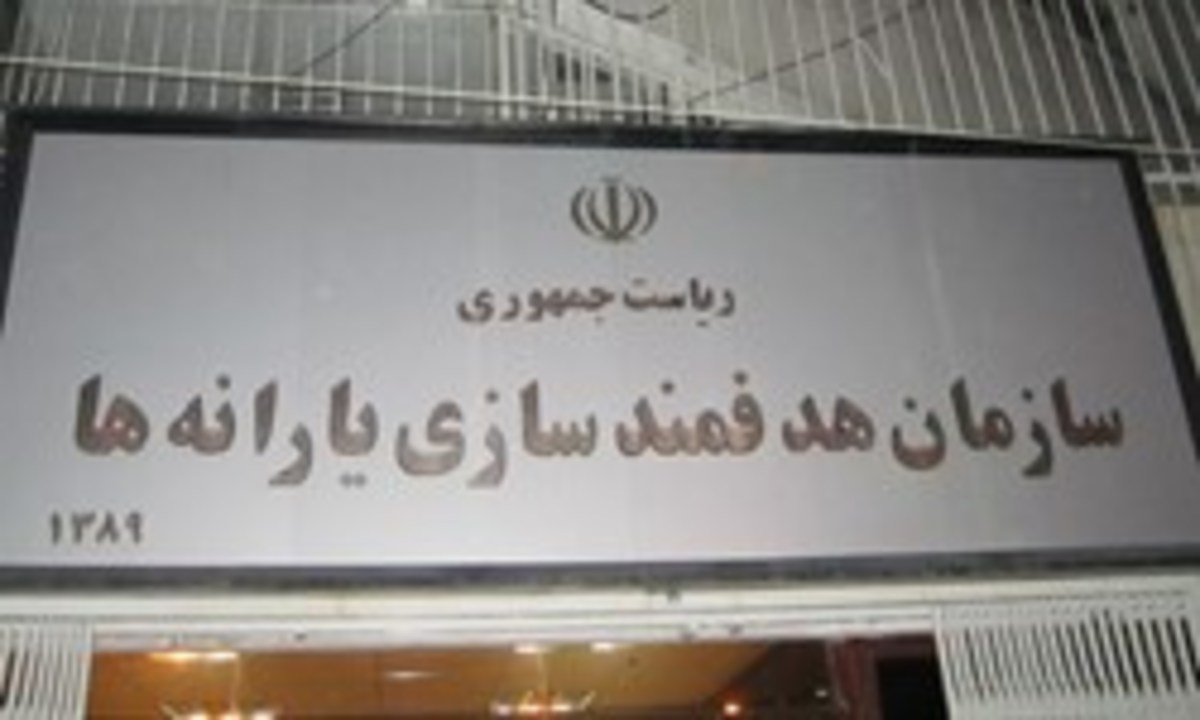 ریاست جمهوری
سازمان هدفمند سازی یارانه ها
۱۳۸۹